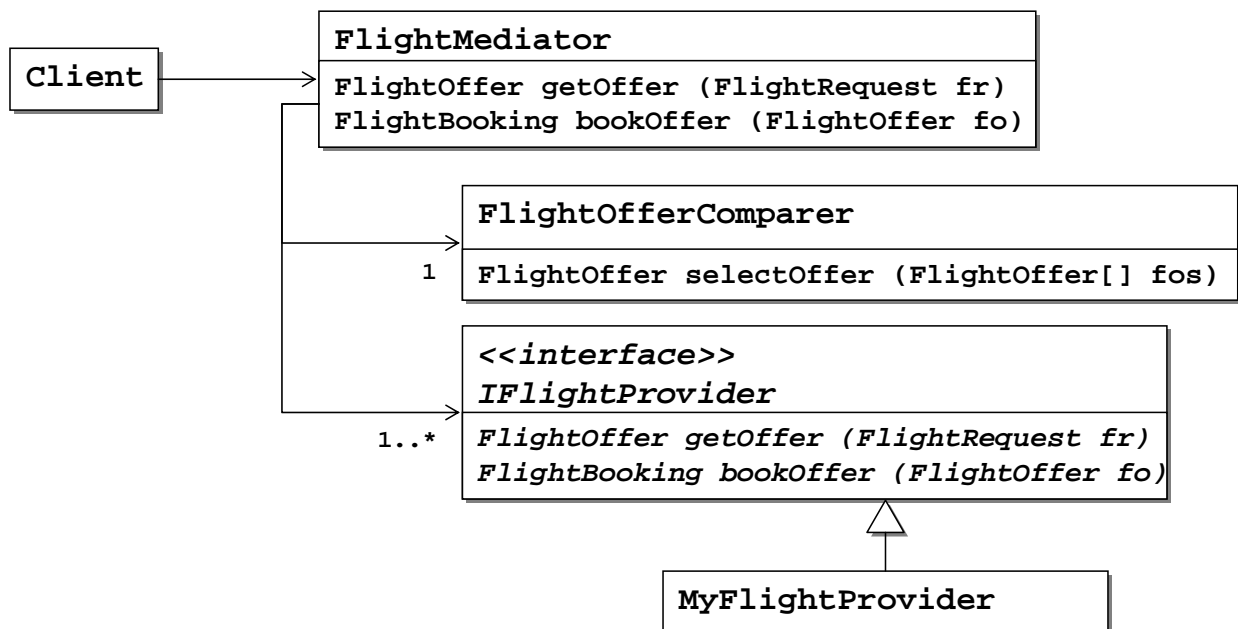 FlightMediator
Client
FlightOffer getOffer (FlightRequest fr)
FlightBooking bookOffer (FlightOffer fo)
FlightOfferComparer
1
FlightOffer selectOffer (FlightOffer[] fos)
<<interface>>
IFlightProvider
1..*
FlightOffer getOffer (FlightRequest fr)
FlightBooking bookOffer (FlightOffer fo)
MyFlightProvider